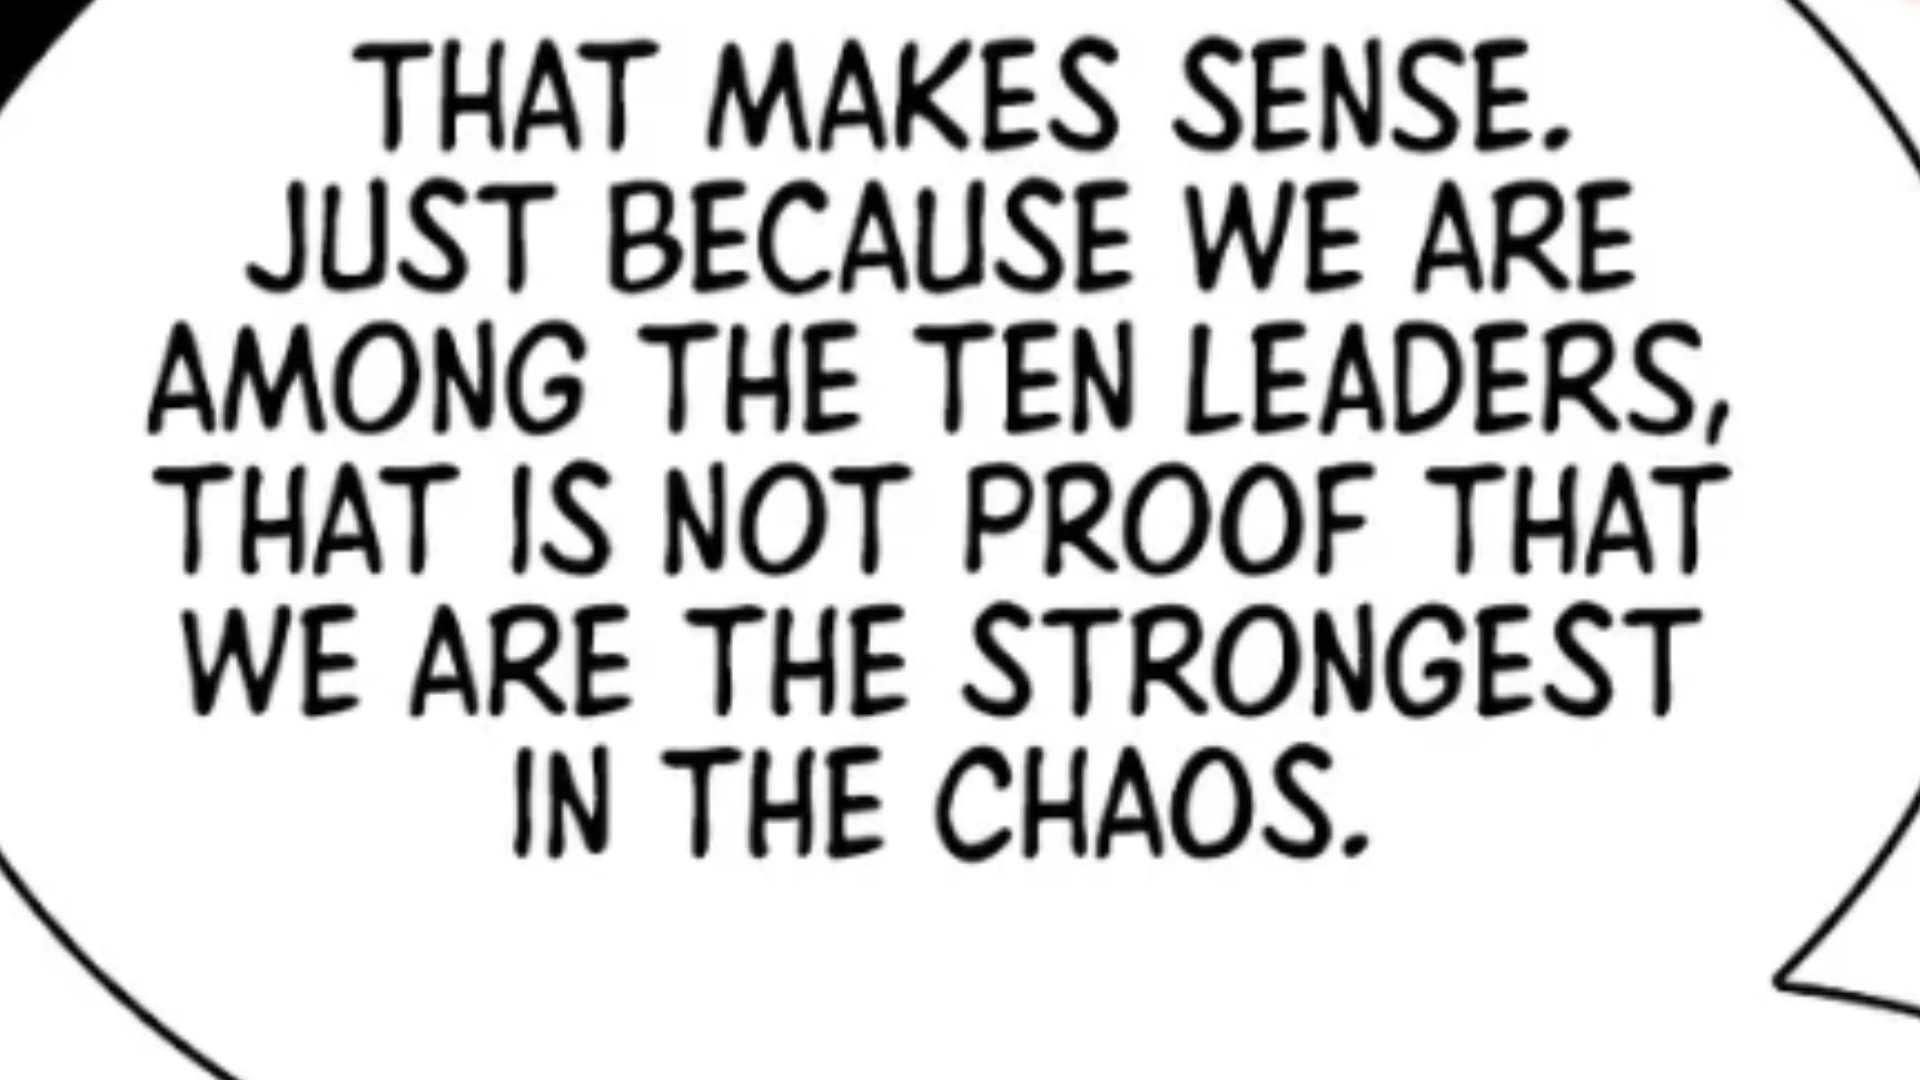 THAT MAKES SENSE.
JUST BECAUSE WE ARE
AMONG THE TEN LEADERS,
THAT IS NOT PROOF THAT
WE ARE THE STRONGEST
IN THE CHAOS.